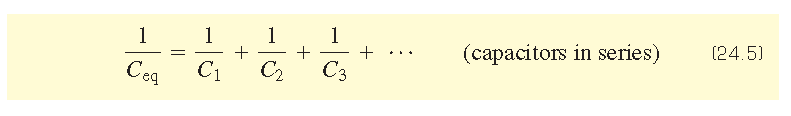 1/C_eq = 1/C_1 + 1/C_2 + 1/C_3 + ⋯ (capacitors in series) (24.5)